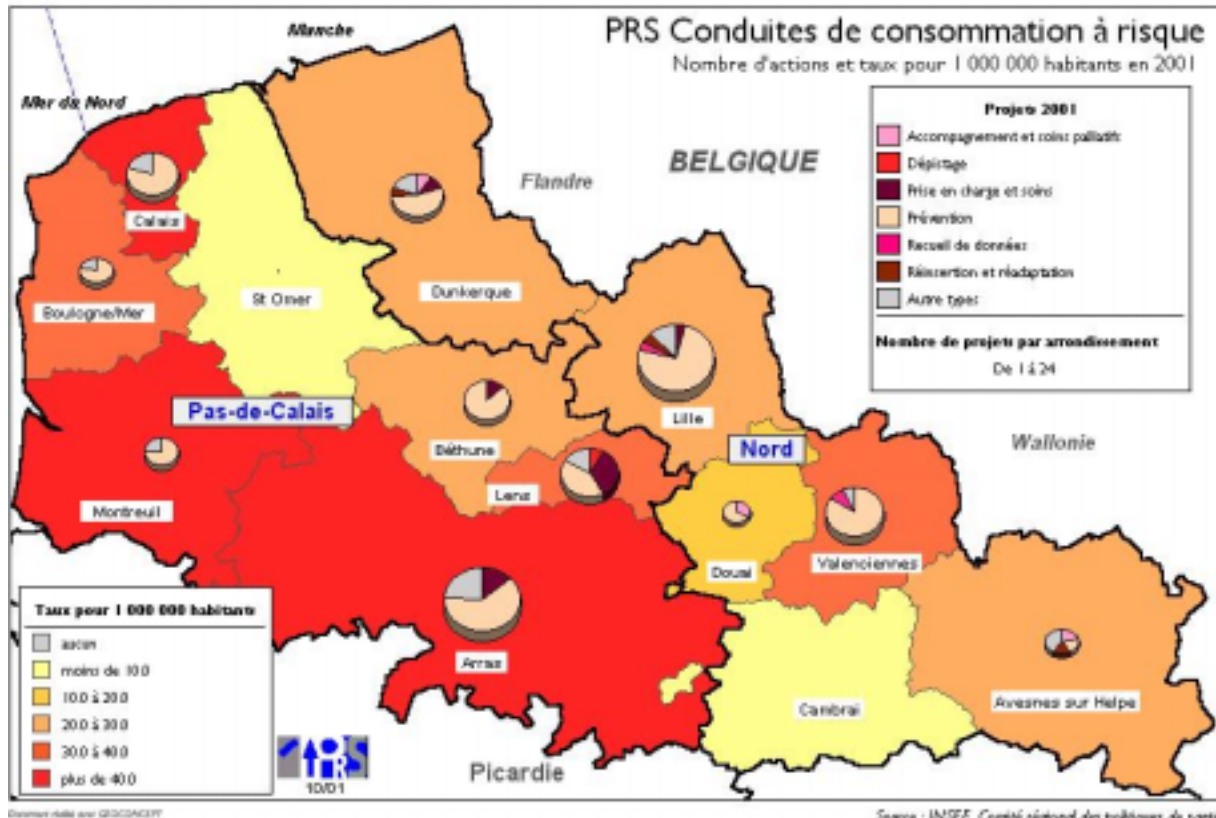 PRS Conduites de consommation à risque
Nombre d'actions et taux pour 1 000 000 habitants en 2001
Manche
Mer du Nord
Projets 2001
Accompagnement et soins palliatifs
Dépistage
Prise en charge et soins
Prévention
Recueil de données
Réinsertion et réadaptation
Autre types
Nombre de projets par arrondissement
De 1 à 24
BELGIQUE
Flandre
Calais
Boulogne/Mer
St Omer
Dunkerque
Lille
Pas-de-Calais
Béthune
Nord
Wallonie
Lens
Montreuil
Douai
Valenciennes
Arras
Cambrai
Avesnes sur Helpe
Picardie
Taux pour 1 000 000 habitants
aucun
moins de 10.0
10.0 à 20.0
20.0 à 30.0
30.0 à 40.0
plus de 40.0
ORS
10/01
Source : INSEE, Comité régional des politiques de santé